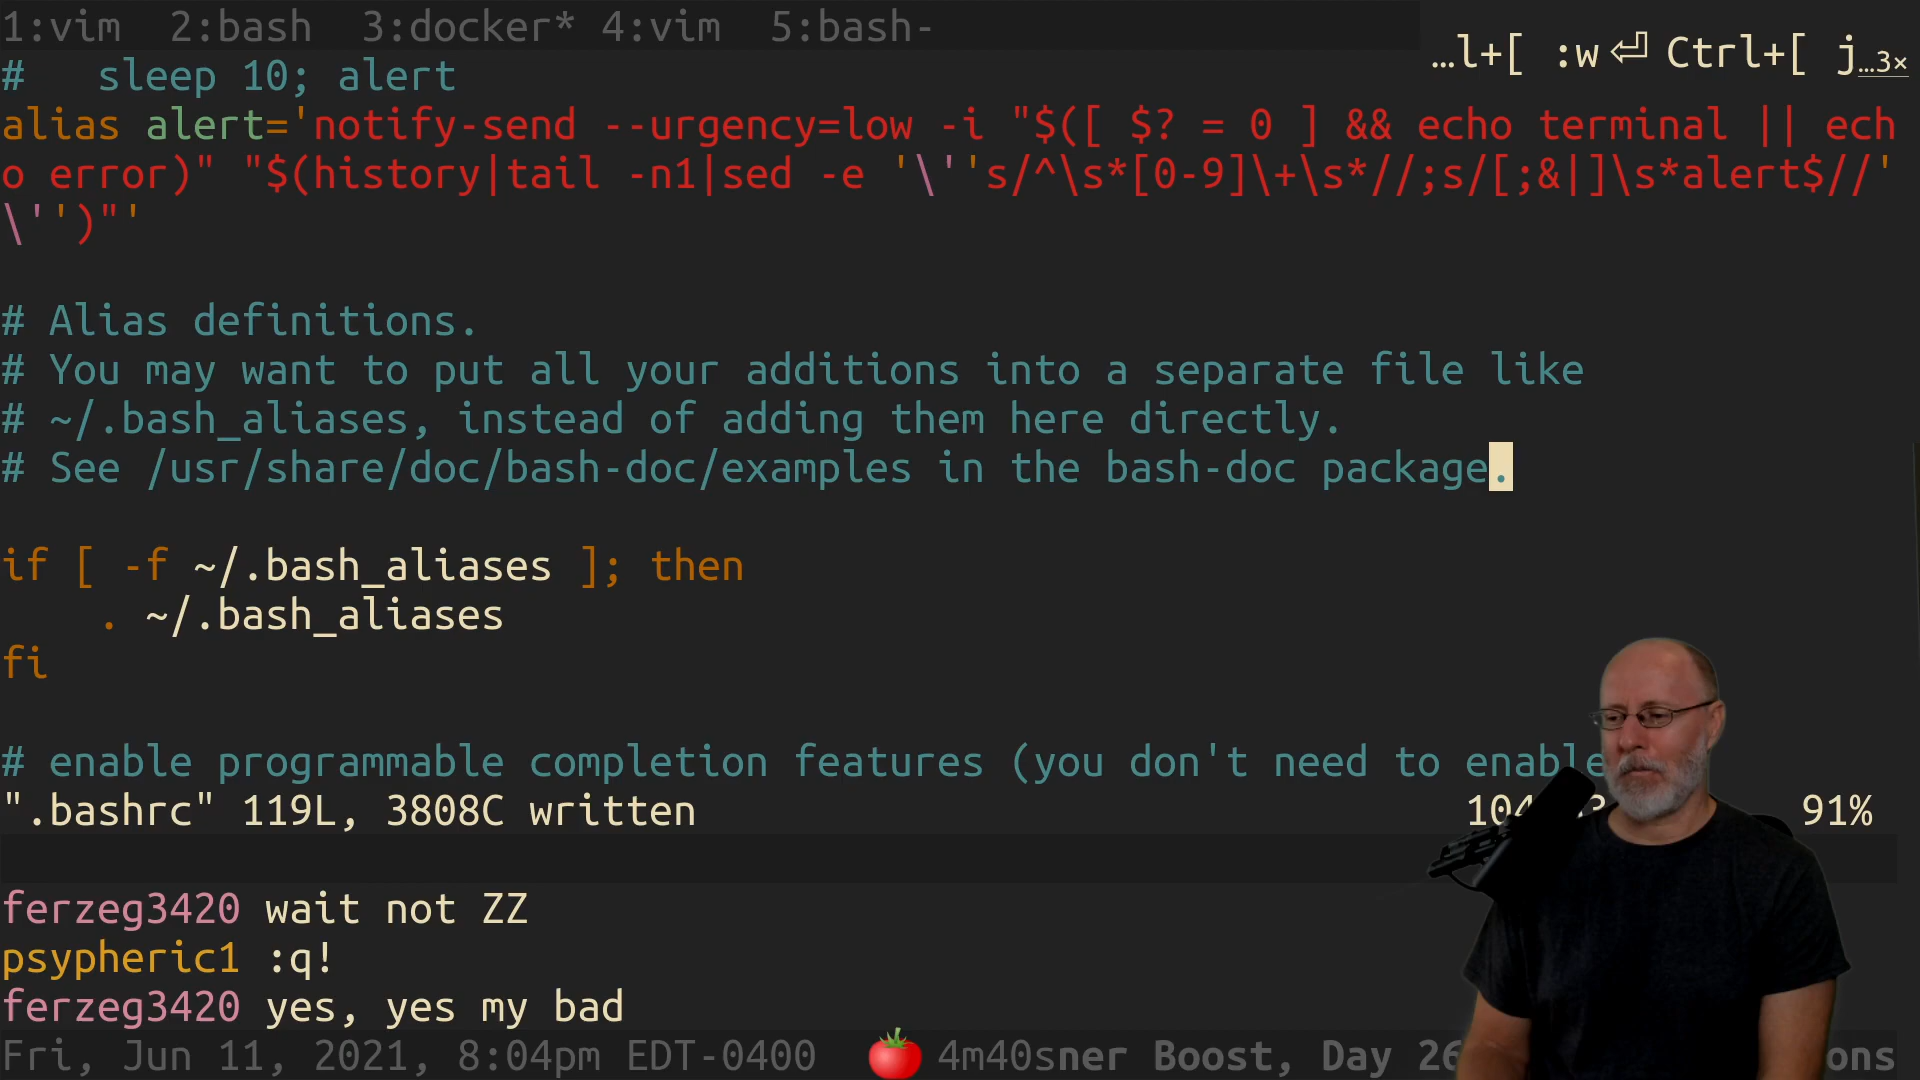 1:vim  2:bash  3:docker* 4:vim  5:bash-
…l+[ :w⏎ Ctrl+[ j…3×
#   sleep 10; alert
alias alert='notify-send --urgency=low -i "$([ $? = 0 ] && echo terminal || ech
o error)" "$(history|tail -n1|sed -e '\''s/^\s*[0-9]\+\s*//;s/[;&|]\s*alert$//'
\'')"'
# Alias definitions.
# You may want to put all your additions into a separate file like
# ~/.bash_aliases, instead of adding them here directly.
# See /usr/share/doc/bash-doc/examples in the bash-doc package.
if [ -f ~/.bash_aliases ]; then
    . ~/.bash_aliases
fi
# enable programmable completion features (you don't need to enable
".bashrc" 119L, 3808C written 91%
ferzeg3420 wait not ZZ
psypheric1 :q!
ferzeg3420 yes, yes my bad
Fri, Jun 11, 2021, 8:04pm EDT-0400 🍅 4m40sner Boost, Day 26